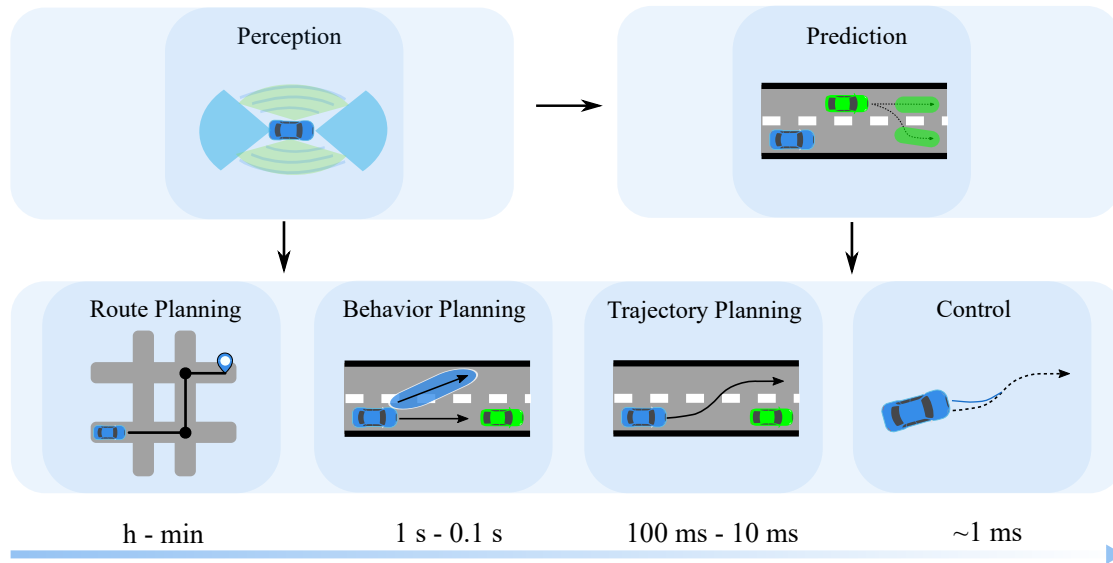 Perception
Prediction
Route Planning
Behavior Planning
Trajectory Planning
Control
h - min
1 s - 0.1 s
100 ms - 10 ms
~1 ms